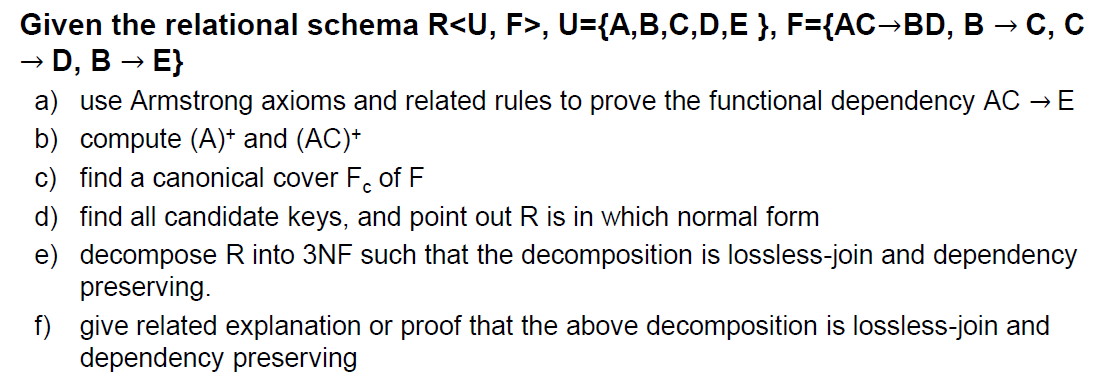 Given the relational schema R<U, F>, U={A,B,C,D,E }, F={AC→BD, B → C, C
→ D, B → E}
a) use Armstrong axioms and related rules to prove the functional dependency AC → E
b) compute (A)⁺ and (AC)⁺
c) find a canonical cover F꜀ of F
d) find all candidate keys, and point out R is in which normal form
e) decompose R into 3NF such that the decomposition is lossless-join and dependency
preserving.
f) give related explanation or proof that the above decomposition is lossless-join and
dependency preserving